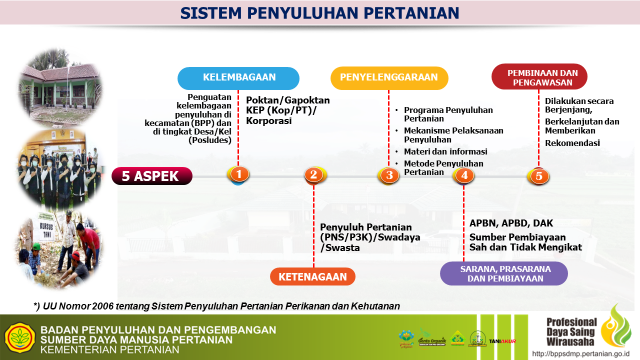 SISTEM PENYULUHAN PERTANIAN
KELEMBAGAAN
Penguatan
kelembagaan
penyuluhan di
kecamatan (BPP) dan
di tingkat Desa/Kel
(Posludes)
Poktan/Gapoktan
KEP (Kop/PT)/
Korporasi
PENYELENGGARAAN
• Programa Penyuluhan
Pertanian
• Mekanisme Pelaksanaan
Penyuluhan
• Materi dan informasi
• Metode Penyuluhan
Pertanian
PEMBINAAN DAN
PENGAWASAN
Dilakukan secara
Berjenjang,
Berkelanjutan dan
Memberikan
Rekomendasi
5 ASPEK
1
2
3
4
5
Penyuluh Pertanian
(PNS/P3K)/Swadaya
/Swasta
KETENAGAAN
APBN, APBD, DAK
Sumber Pembiayaan
Sah dan Tidak Mengikat
SARANA, PRASARANA
DAN PEMBIAYAAN
KURSUS
TANI
*) UU Nomor 2006 tentang Sistem Penyuluhan Pertanian Perikanan dan Kehutanan
BADAN PENYULUHAN DAN PENGEMBANGAN
SUMBER DAYA MANUSIA PERTANIAN
KEMENTERIAN PERTANIAN
Profesional
Daya Saing
Wirausaha
http://bppsdmp.pertanian.go.id